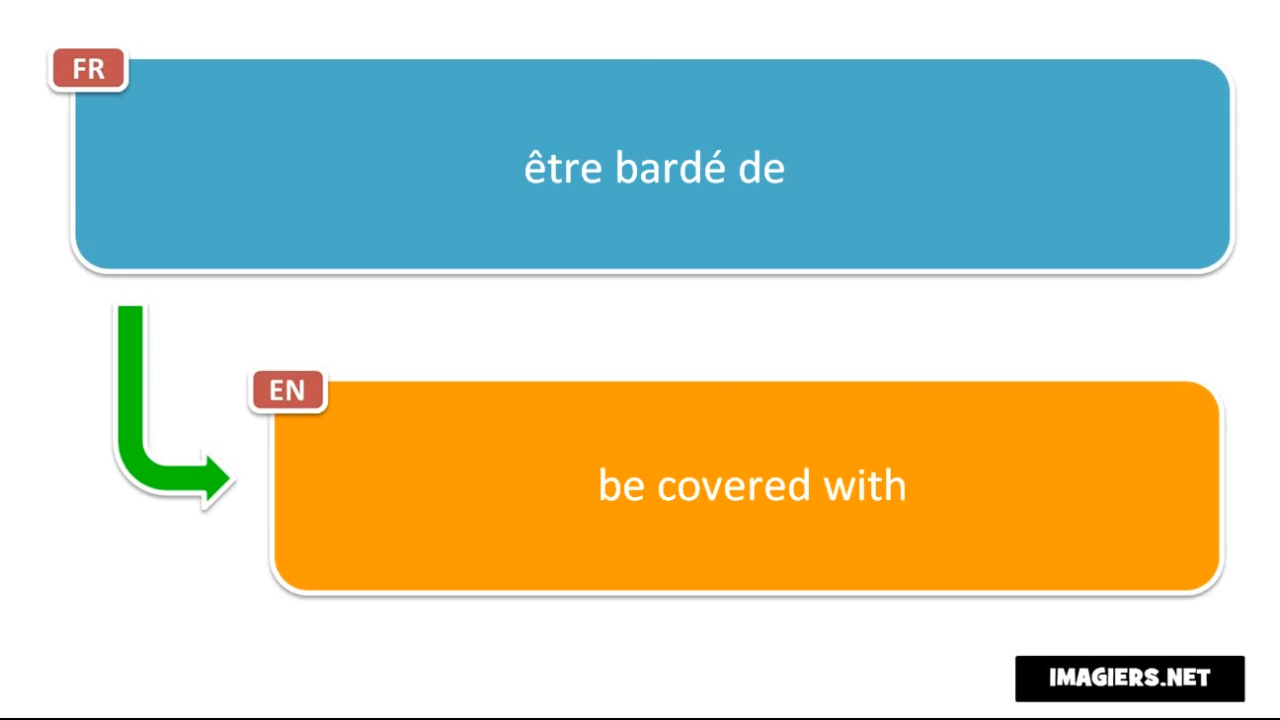 FR
être bardé de
EN
be covered with
IMAGIERS.NET